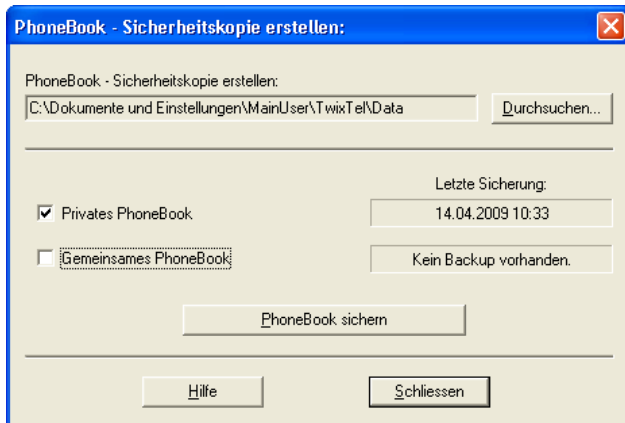 PhoneBook - Sicherheitskopie erstellen:
PhoneBook - Sicherheitskopie erstellen:
C:\Dokumente und Einstellungen\MainUser\TwixTel\Data
Durchsuchen...
Letzte Sicherung:
Privates PhoneBook
14.04.2009 10:33
Gemeinsames PhoneBook
Kein Backup vorhanden.
PhoneBook sichern
Hilfe
Schliessen